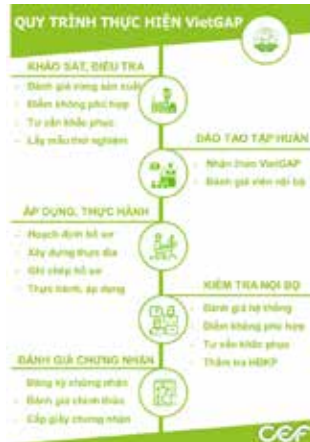 QUY TRÌNH THỰC HIỆN VietGAP
KHẢO SÁT, ĐIỀU TRA
- Đánh giá vùng sản xuất
- Điểm không phù hợp
- Tư vấn khắc phục
- Lấy mẫu thử nghiệm
ĐÀO TẠO TẬP HUẤN
- Nhận thức VietGAP
- Đánh giá viên nội bộ
ÁP DỤNG, THỰC HÀNH
- Hoạch định hồ sơ
- Xây dựng thực địa
- Ghi chép hồ sơ
- Thực hành, áp dụng
KIỂM TRA NỘI BỘ
- Đánh giá hệ thống
- Điểm không phù hợp
- Tư vấn khắc phục
- Thẩm tra HĐKP
ĐÁNH GIÁ CHỨNG NHẬN
- Đăng ký chứng nhận
- Đánh giá chính thức
- Cấp giấy chứng nhận